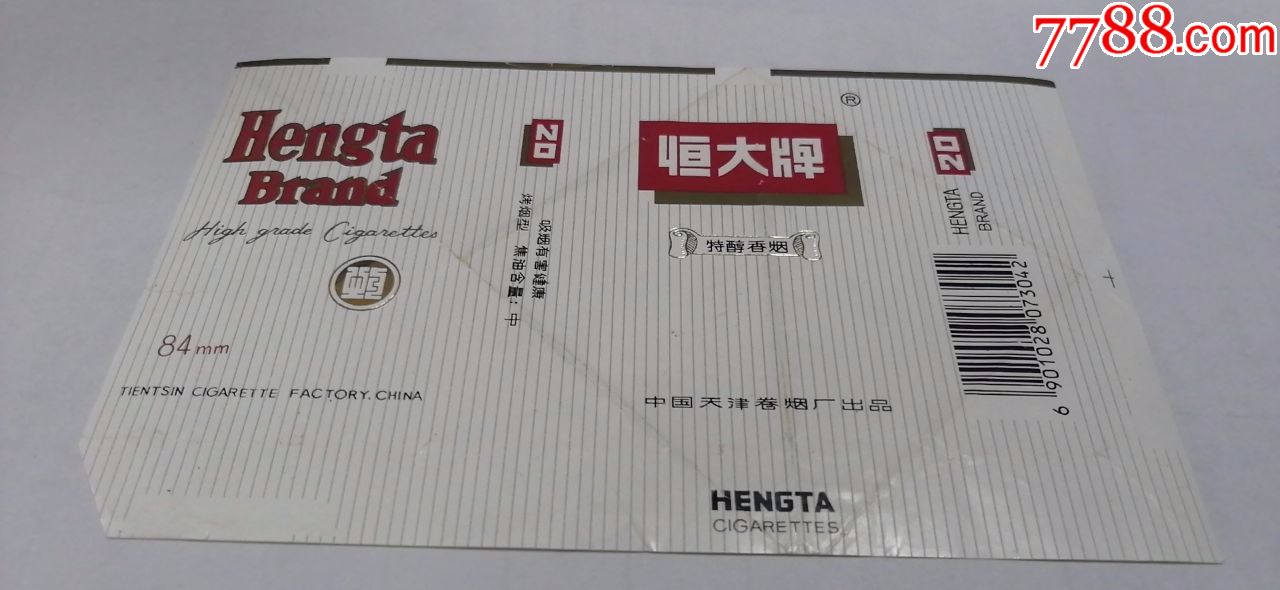 7788.com
Hengta
Brand
High grade Cigarettes
84mm
TIENTSIN CIGARETTE FACTORY. CHINA
20
吸烟有害健康
烤烟型 焦油含量：中
®
恒大牌
特醇香烟
中国天津卷烟厂出品
HENGTA
CIGARETTES
20
HENGTA
BRAND
6 901028 073042